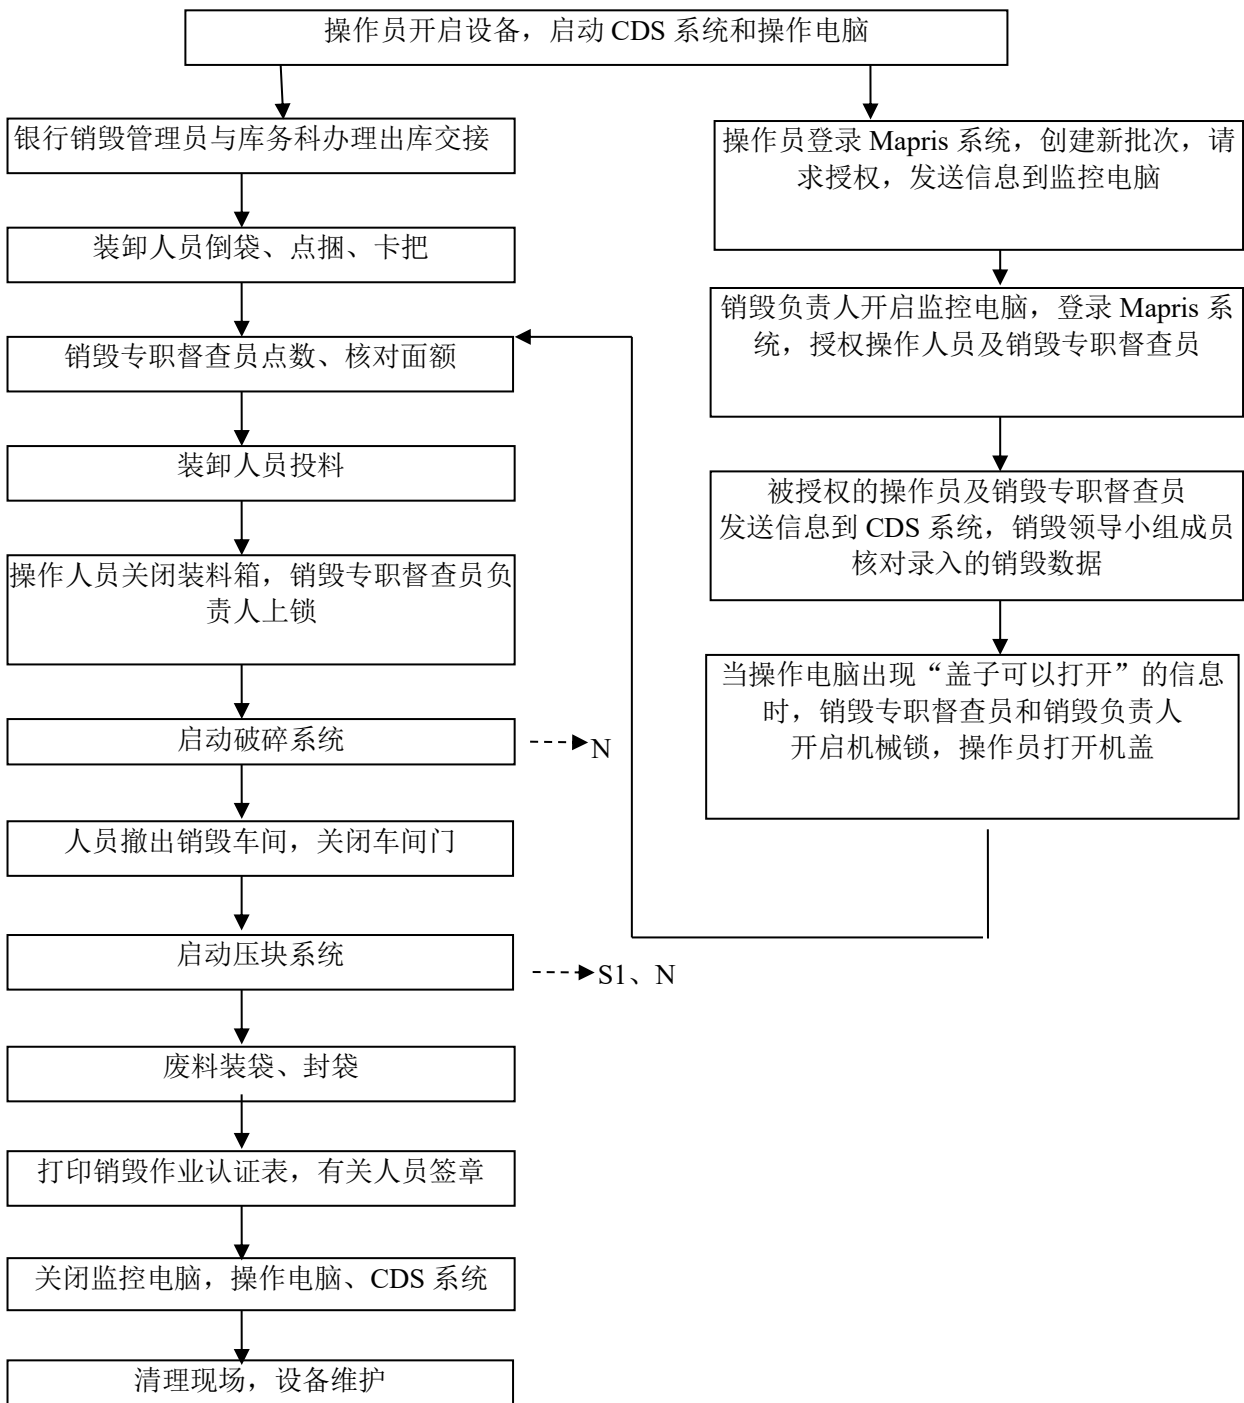 操作员开启设备，启动 CDS 系统和操作电脑
银行销毁管理员与库务科办理出库交接
装卸人员倒袋、点捆、卡把
销毁专职督查员点数、核对面额
装卸人员投料
操作人员关闭装料箱，销毁专职督查员负
责人上锁
启动破碎系统
N
人员撤出销毁车间，关闭车间门
启动压块系统
S1、N
废料装袋、封袋
打印销毁作业认证表，有关人员签章
关闭监控电脑，操作电脑、CDS 系统
清理现场，设备维护
操作员登录 Mapris 系统，创建新批次，请
求授权，发送信息到监控电脑
销毁负责人开启监控电脑，登录 Mapris 系
统，授权操作人员及销毁专职督查员
被授权的操作员及销毁专职督查员
发送信息到 CDS 系统，销毁领导小组成员
核对录入的销毁数据
当操作电脑出现“盖子可以打开”的信息
时，销毁专职督查员和销毁负责人
开启机械锁，操作员打开机盖